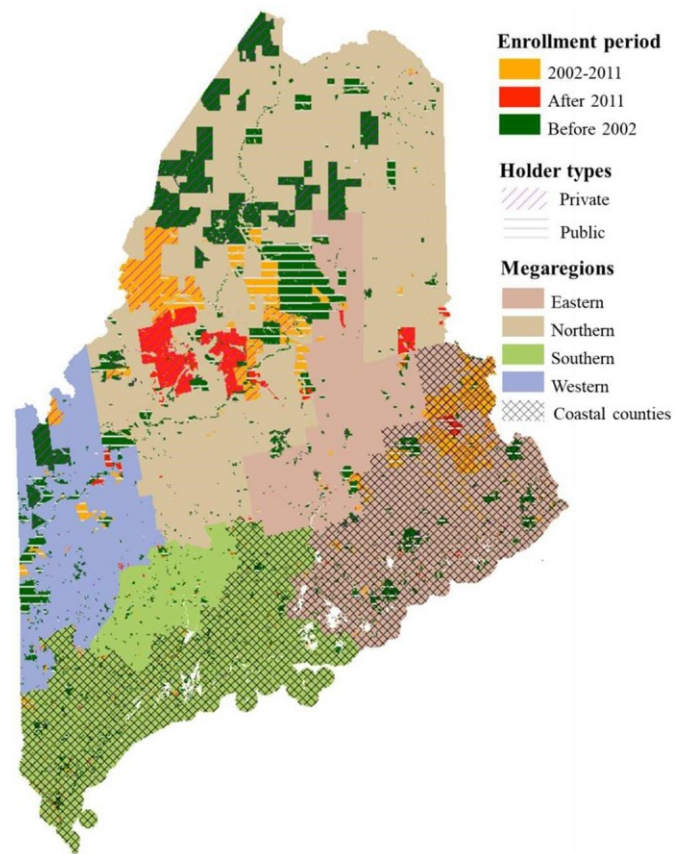 Enrollment period
2002-2011
After 2011
Before 2002
Holder types
Private
Public
Megaregions
Eastern
Northern
Southern
Western
Coastal counties